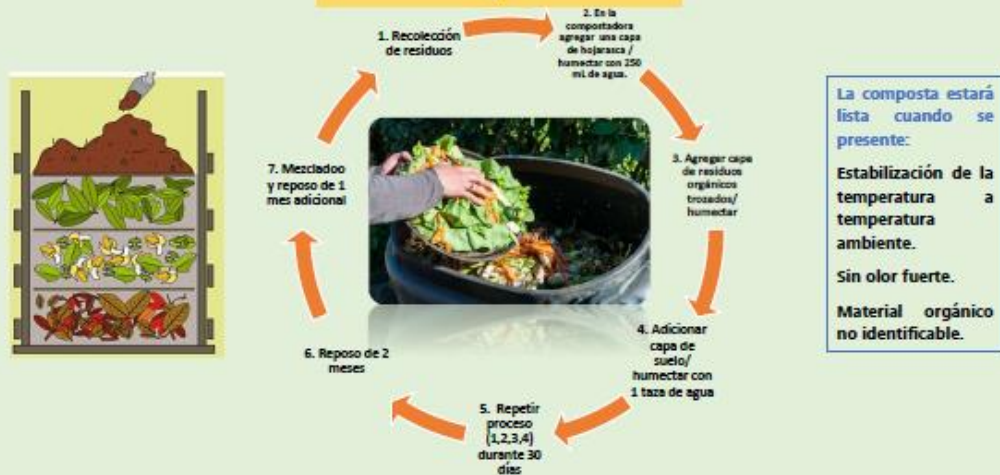 1. Recolección
de residuos
2. En la
compostadora
agregar una capa
de hojarasca /
humectar con 250
mL de agua.
3. Agregar capa
de residuos
orgánicos
trozados/
humectar
4. Adicionar
capa de
suelo/
humectar con
1 taza de agua
5. Repetir
proceso
(1,2,3,4)
durante 30
días
6. Reposo de 2
meses
7. Mezcladoo
y reposo de 1
mes adicional
La composta estará
lista cuando se
presente:
Estabilización de la
temperatura a
temperatura
ambiente.
Sin olor fuerte.
Material orgánico
no identificable.